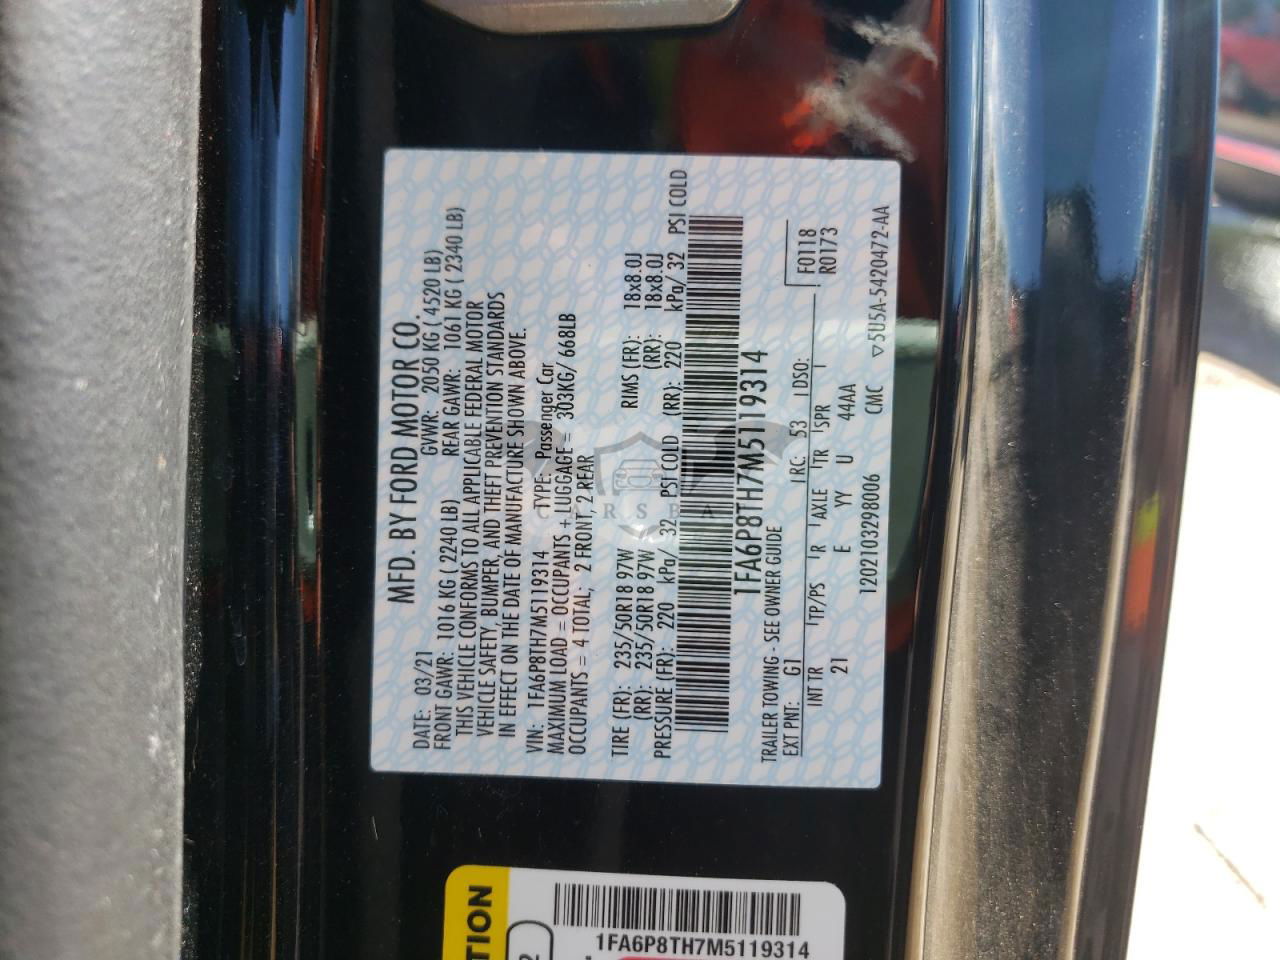 MFD. BY FORD MOTOR CO.
DATE: 03/21 GVWR: 2050 KG ( 4520 LB)
FRONT GAWR: 1016 KG ( 2240 LB) REAR GAWR: 1061 KG ( 2340 LB)
THIS VEHICLE CONFORMS TO ALL APPLICABLE FEDERAL MOTOR
VEHICLE SAFETY, BUMPER, AND THEFT PREVENTION STANDARDS
IN EFFECT ON THE DATE OF MANUFACTURE SHOWN ABOVE.
VIN: 1FA6P8TH7M5119314 TYPE: Passenger Car
MAXIMUM LOAD = OCCUPANTS + LUGGAGE = 303KG/ 668LB
OCCUPANTS = 4 TOTAL, 2 FRONT, 2 REAR
TIRE (FR): 235/50R18 97W RIMS (FR): 18x8.0J
(RR): 235/50R18 97W (RR): 18x8.0J
PRESSURE (FR): 220 kPa/ 32 PSI COLD (RR): 220 kPa/ 32 PSI COLD
1FA6P8TH7M5119314
TRAILER TOWING - SEE OWNER GUIDE
EXT PNT: G1 RC: 53 DSO: F0118
R0173
INT TR TP/PS R AXLE TR SPR
21 E YY U 44AA
1202103298006 CMC ▽5U5A-5420472-AA
TION
1FA6P8TH7M5119314